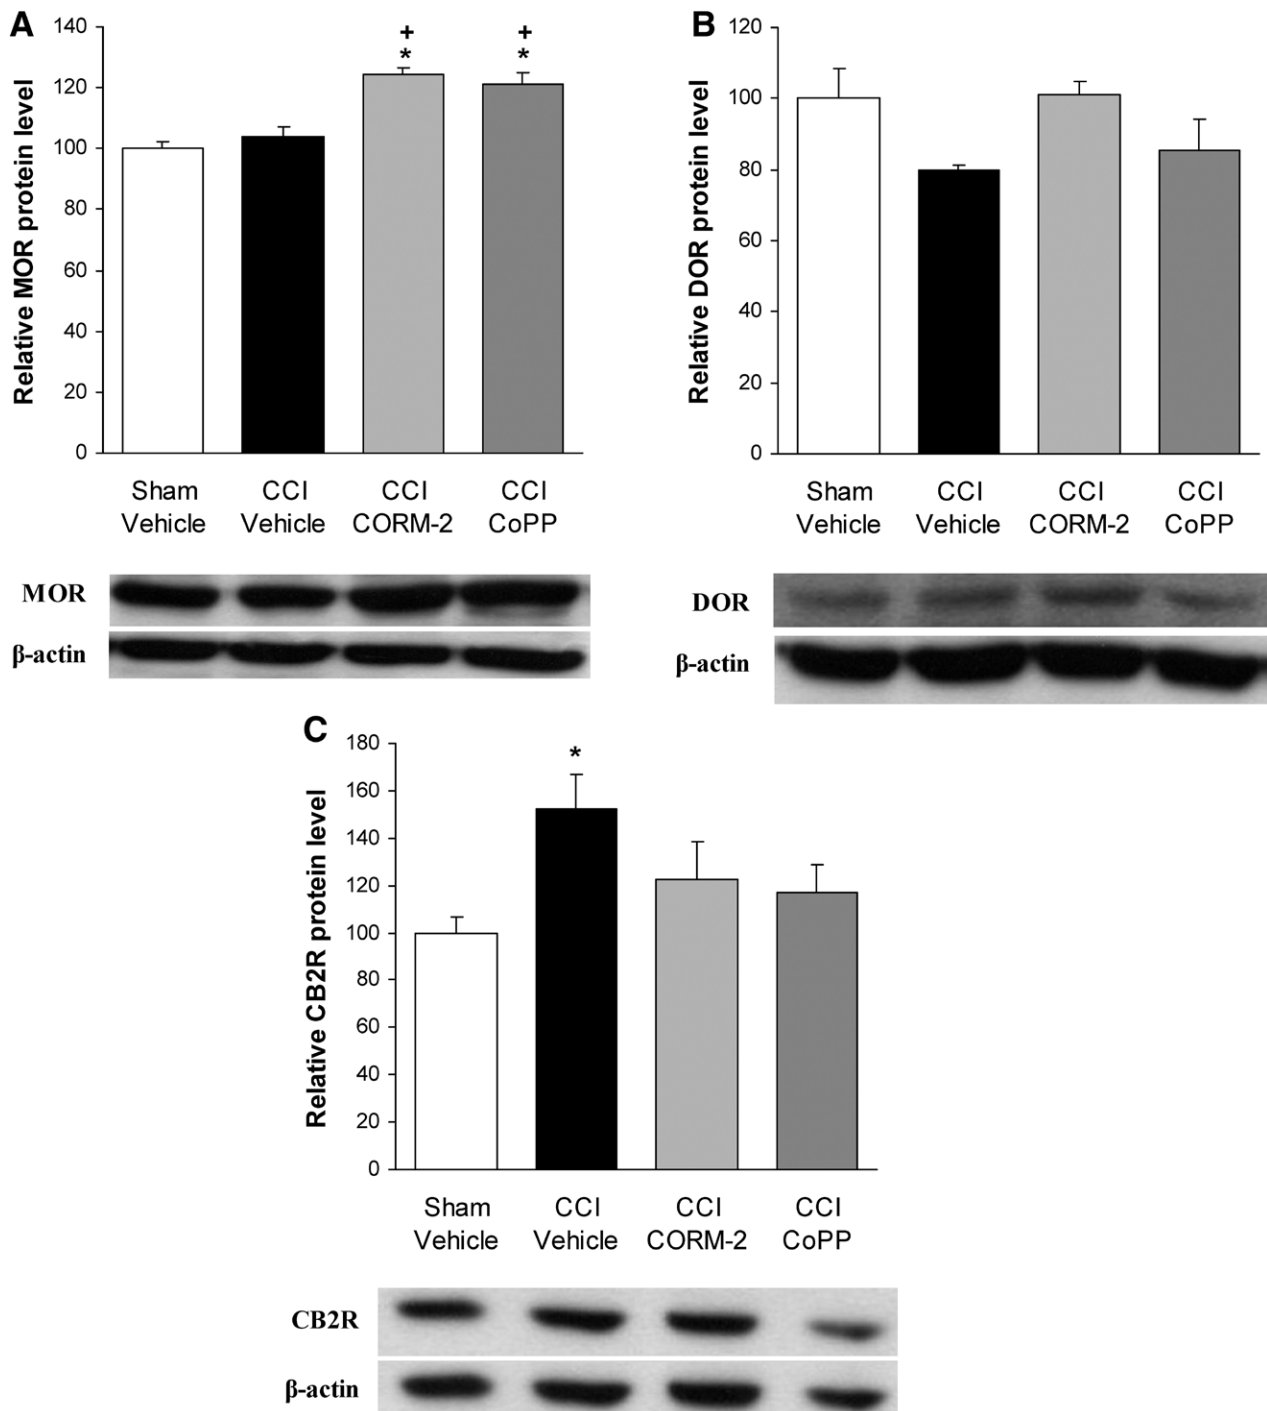 A
Relative MOR protein level
140
120
100
80
60
40
20
0
+
*
+
*
Sham
Vehicle
CCI
Vehicle
CCI
CORM-2
CCI
CoPP
MOR
β-actin
B
Relative DOR protein level
120
100
80
60
40
20
0
Sham
Vehicle
CCI
Vehicle
CCI
CORM-2
CCI
CoPP
DOR
β-actin
C
Relative CB2R protein level
180
160
140
120
100
80
60
40
20
0
*
Sham
Vehicle
CCI
Vehicle
CCI
CORM-2
CCI
CoPP
CB2R
β-actin